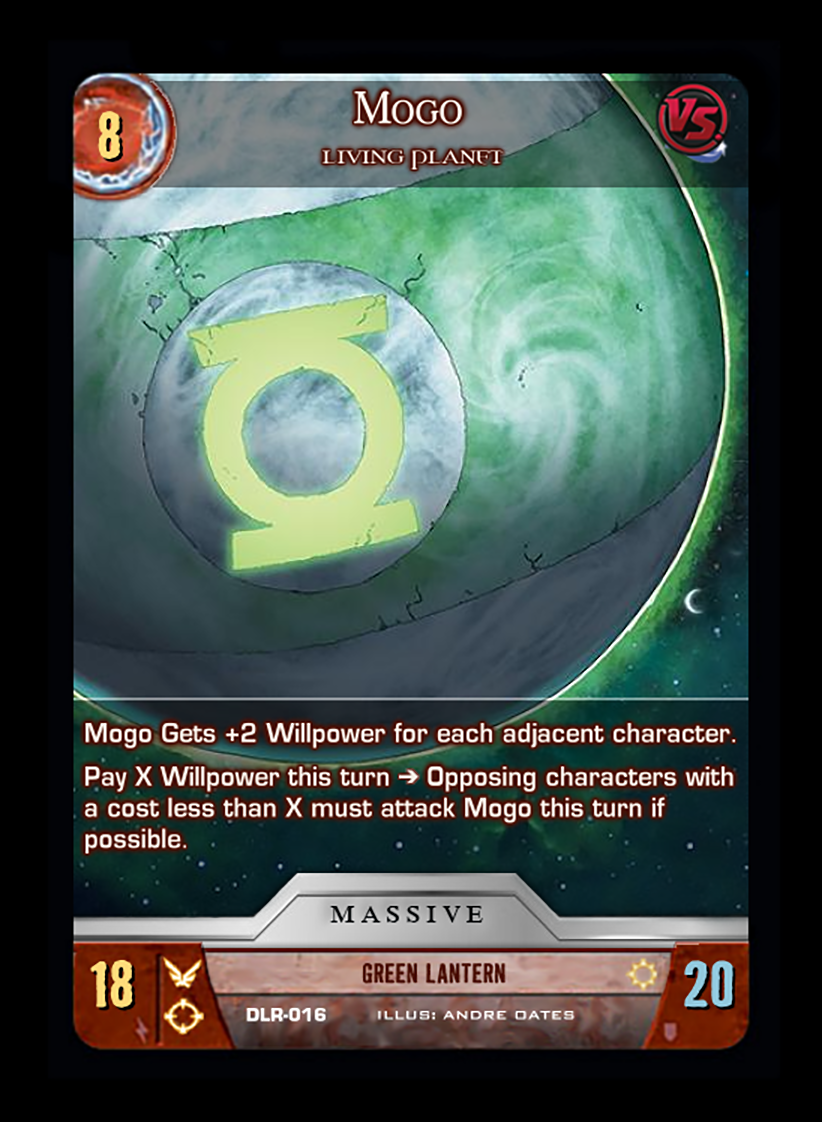 8
Mogo
VS
LIVING PLANET
Mogo Gets +2 Willpower for each adjacent character.
Pay X Willpower this turn ➔ Opposing characters with
a cost less than X must attack Mogo this turn if
possible.
MASSIVE
18
GREEN LANTERN
20
DLR-016 ILLUS: ANDRE OATES